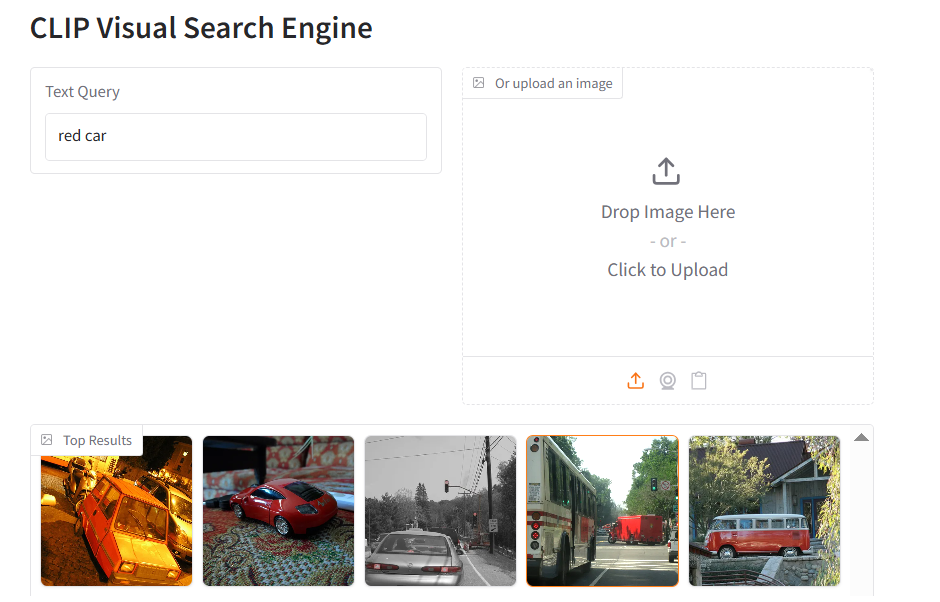 CLIP Visual Search Engine
Text Query
red car
Or upload an image
Drop Image Here
- or -
Click to Upload
Top Results